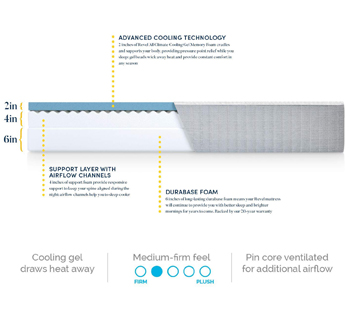 ADVANCED COOLING TECHNOLOGY
2 inches of Revel All Climate Cooling Gel Memory Foam cradles
and supports your body, providing pressure-point relief while you
sleep; gel beads wick away heat and provide constant comfort in
any season
2in
4in
6in
SUPPORT LAYER WITH
AIRFLOW CHANNELS
4 inches of support foam provide responsive
support to keep your spine aligned during the
night; airflow channels help you to sleep cooler
DURABASE FOAM
6 inches of long-lasting durabase foam means your Revel mattress
will continue to provide you with better sleep and brighter
mornings for years to come. Backed by our 20-year warranty
Cooling gel
draws heat away
Medium-firm feel
FIRM PLUSH
Pin core ventilated
for additional airflow